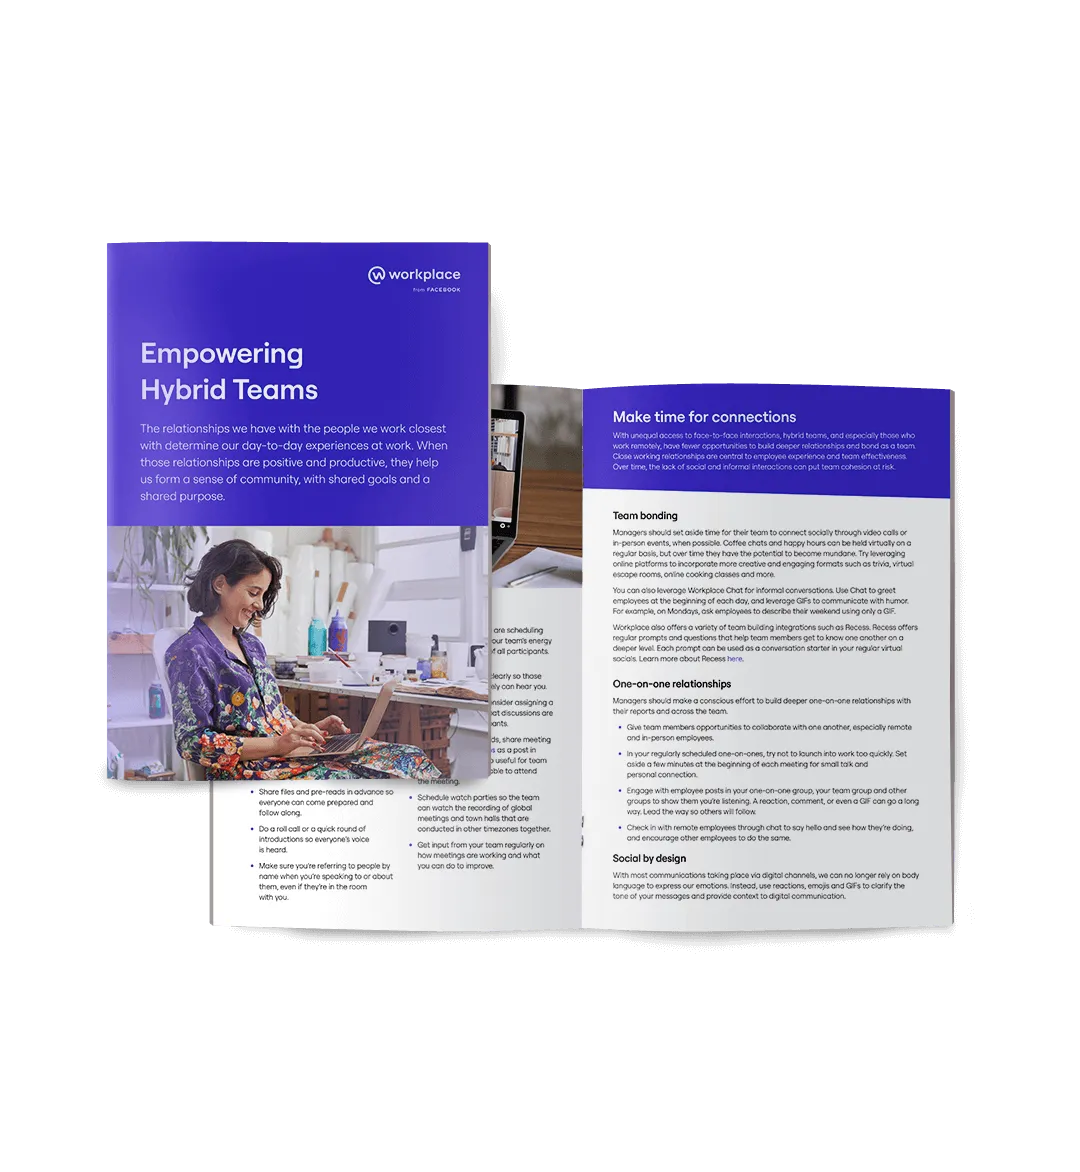 workplace
from FACEBOOK
Empowering
Hybrid Teams
The relationships we have with the people we work closest
with determine our day-to-day experiences at work. When
those relationships are positive and productive, they help
us form a sense of community, with shared goals and a
shared purpose.
are scheduling
our team's energy
of all participants.
learly so those
ely can hear you.
nsider assigning a
at discussions are
ants.
ds, share meeting
s as a post in
o useful for team
ble to attend
the meeting.
• Share files and pre-reads in advance so
everyone can come prepared and
follow along.
• Do a roll call or a quick round of
introductions so everyone's voice
is heard.
• Make sure you're referring to people by
name when you're speaking to or about
them, even if they're in the room
with you.
• Schedule watch parties so the team
can watch the recording of global
meetings and town halls that are
conducted in other timezones together.
• Get input from your team regularly on
how meetings are working and what
you can do to improve.
Make time for connections
With unequal access to face-to-face interactions, hybrid teams, and especially those who
work remotely, have fewer opportunities to build deeper relationships and bond as a team.
Close working relationships are central to employee experience and team effectiveness.
Over time, the lack of social and informal interactions can put team cohesion at risk.
Team bonding
Managers should set aside time for their team to connect socially through video calls or
in-person events, when possible. Coffee chats and happy hours can be held virtually on a
regular basis, but over time they have the potential to become mundane. Try leveraging
online platforms to incorporate more creative and engaging formats such as trivia, virtual
escape rooms, online cooking classes and more.
You can also leverage Workplace Chat for informal conversations. Use Chat to greet
employees at the beginning of each day, and leverage GIFs to communicate with humor.
For example, on Mondays, ask employees to describe their weekend using only a GIF.
Workplace also offers a variety of team building integrations such as Recess. Recess offers
regular prompts and questions that help team members get to know one another on a
deeper level. Each prompt can be used as a conversation starter in your regular virtual
socials. Learn more about Recess here.
One-on-one relationships
Managers should make a conscious effort to build deeper one-on-one relationships with
their reports and across the team.
• Give team members opportunities to collaborate with one another, especially remote
and in-person employees.
• In your regularly scheduled one-on-ones, try not to launch into work too quickly. Set
aside a few minutes at the beginning of each meeting for small talk and
personal connection.
• Engage with employee posts in your one-on-one group, your team group and other
groups to show them you're listening. A reaction, comment, or even a GIF can go a long
way. Lead the way so others will follow.
• Check in with remote employees through chat to say hello and see how they're doing,
and encourage other employees to do the same.
Social by design
With most communications taking place via digital channels, we can no longer rely on body
language to express our emotions. Instead, use reactions, emojis and GIFs to clarify the
tone of your messages and provide context to digital communication.